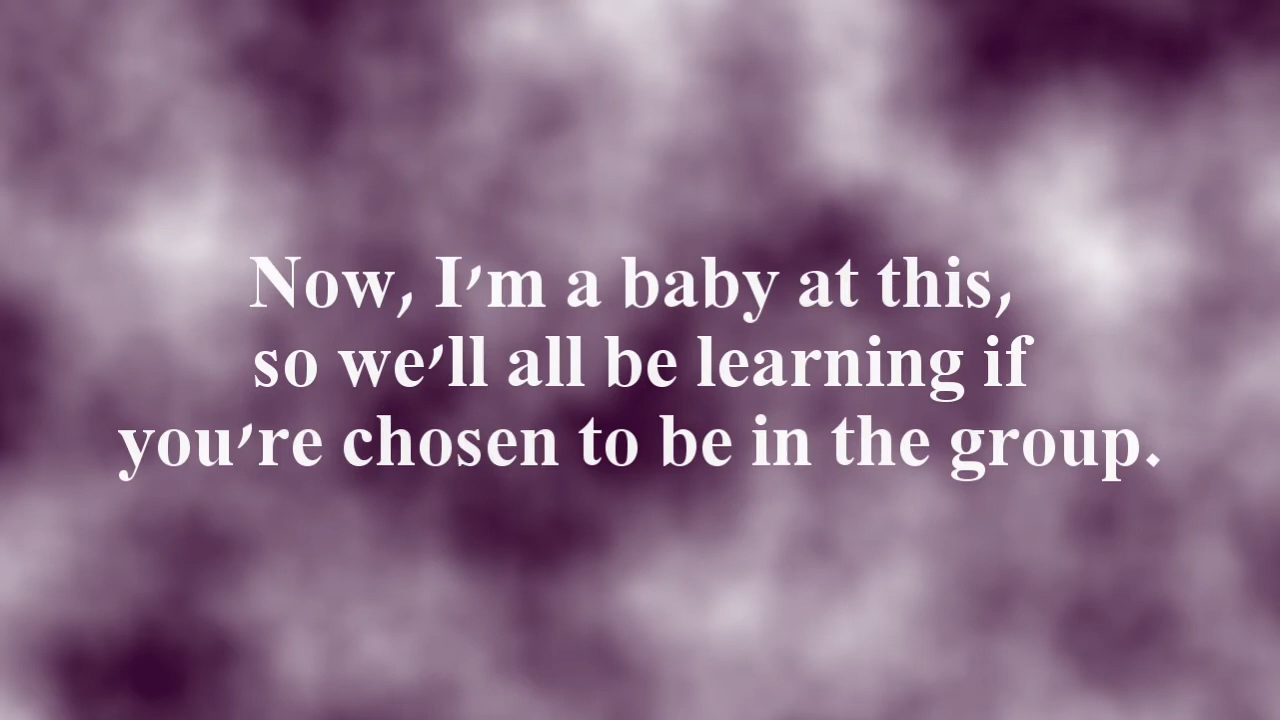 Now, I'm a baby at this,
so we'll all be learning if
you're chosen to be in the group.